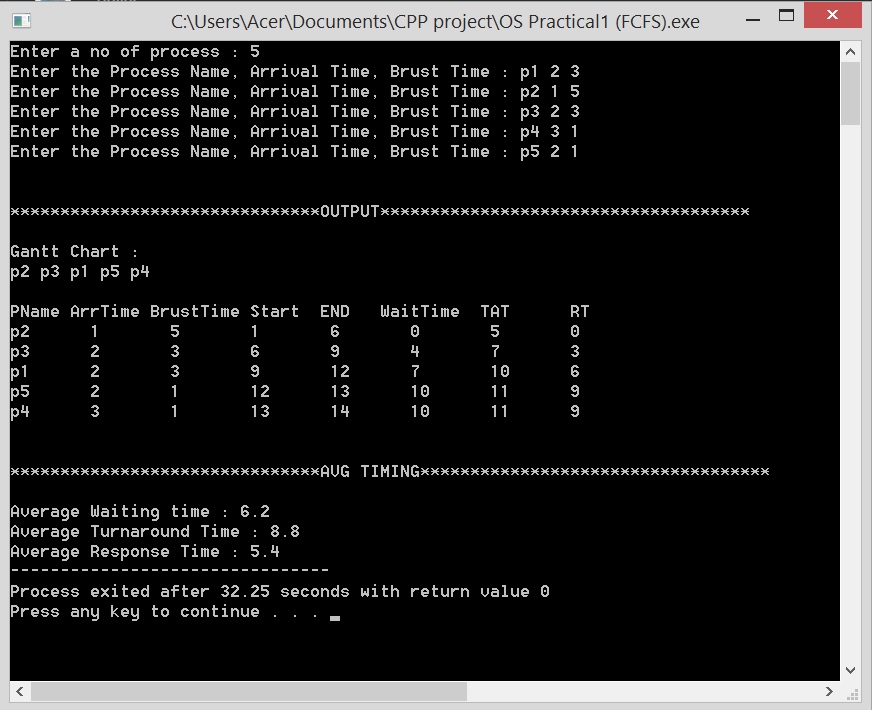 C:\Users\Acer\Documents\CPP project\OS Practical1 (FCFS).exe
Enter a no of process : 5
Enter the Process Name, Arrival Time, Brust Time : p1 2 3
Enter the Process Name, Arrival Time, Brust Time : p2 1 5
Enter the Process Name, Arrival Time, Brust Time : p3 2 3
Enter the Process Name, Arrival Time, Brust Time : p4 3 1
Enter the Process Name, Arrival Time, Brust Time : p5 2 1
*******************************OUTPUT*************************************
Gantt Chart :
p2 p3 p1 p5 p4
PName ArrTime BrustTime Start  END   WaitTime  TAT      RT
p2      1       5       1       6       0       5       0
p3      2       3       6       9       4       7       3
p1      2       3       9       12      7       10      6
p5      2       1       12      13      10      11      9
p4      3       1       13      14      10      11      9
*******************************AVG TIMING***********************************
Average Waiting time : 6.2
Average Turnaround Time : 8.8
Average Response Time : 5.4
--------------------------------
Process exited after 32.25 seconds with return value 0
Press any key to continue . . .